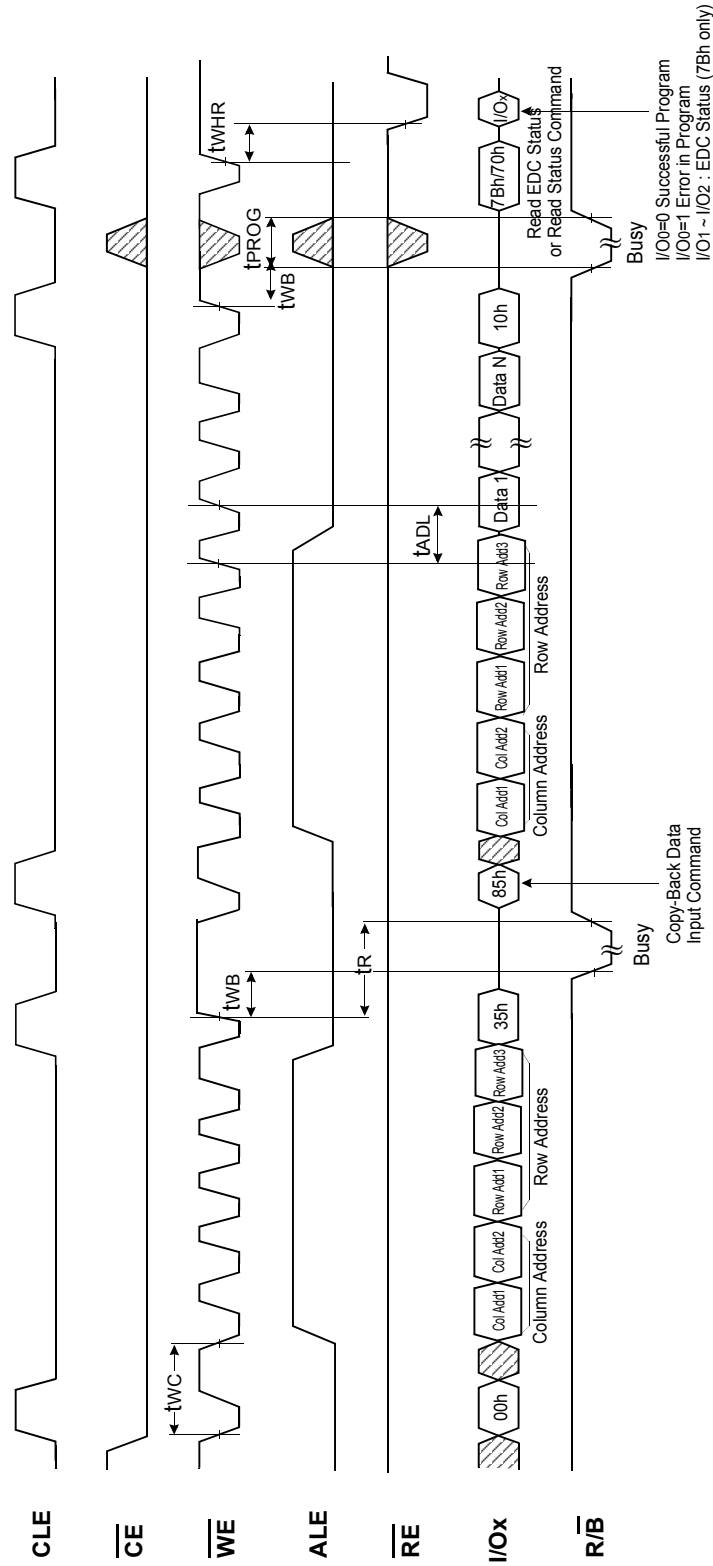 CLE
CE
WE
ALE
RE
I/Ox
R/B
tWC
tWB
tR
tADL
tWB
tPROG
tWHR
00h
Col Add1
Col Add2
Row Add1
Row Add2
Row Add3
35h
85h
Col Add1
Col Add2
Row Add1
Row Add2
Row Add3
Data 1
Data N
10h
7Bh/70h
I/Ox
Column Address
Row Address
Column Address
Row Address
Read EDC Status
or Read Status Command
Busy
Busy
Copy-Back Data
Input Command
I/O0=0 Successful Program
I/O0=1 Error in Program
I/O1 ~ I/O2 : EDC Status (7Bh only)